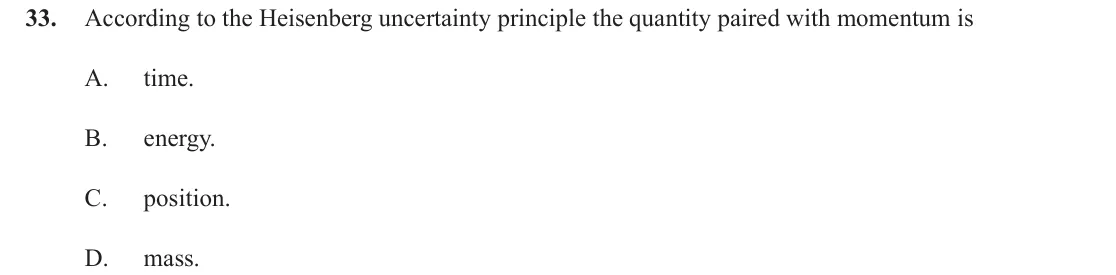 33. According to the Heisenberg uncertainty principle the quantity paired with momentum is
A. time.
B. energy.
C. position.
D. mass.